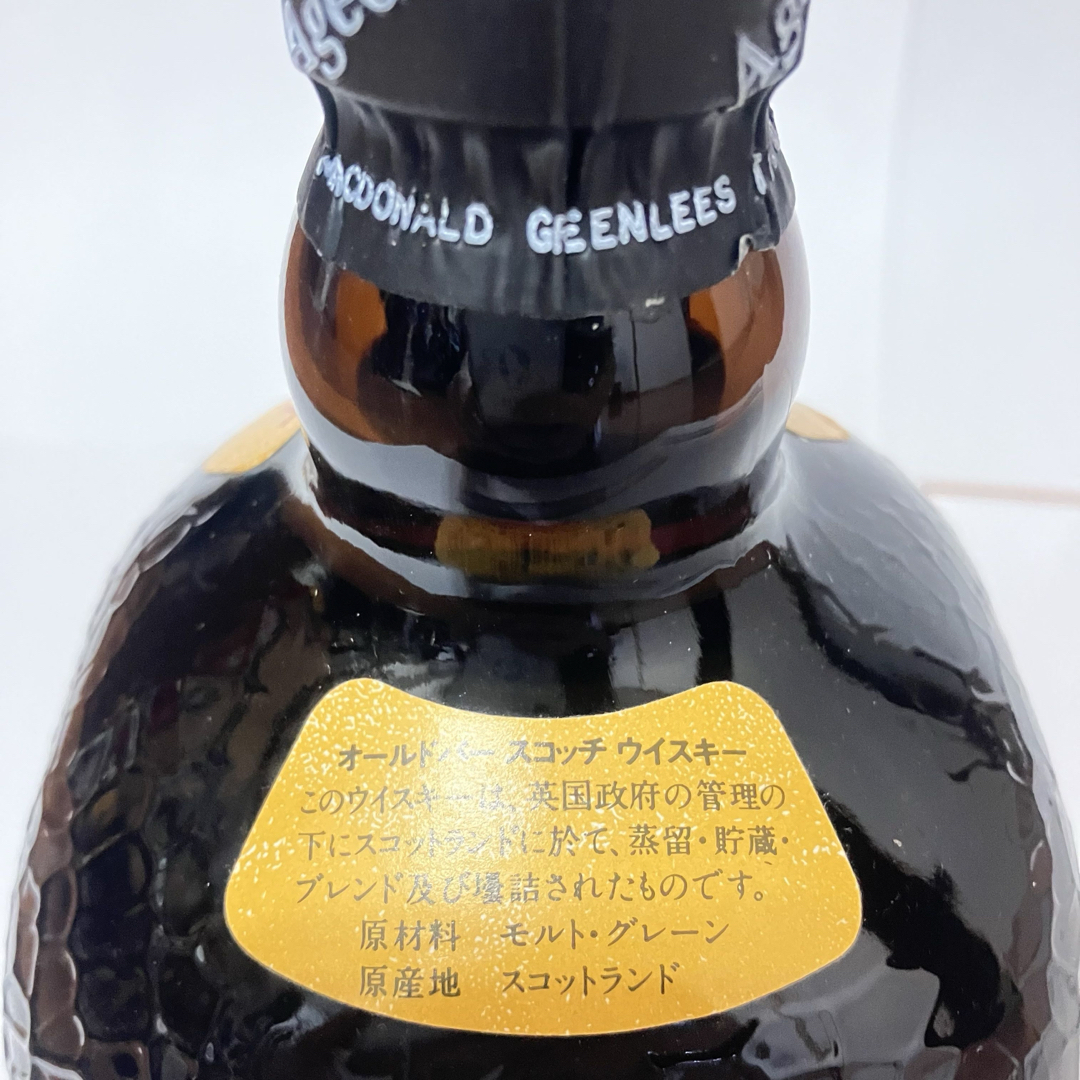 Aged
Ag
MACDONALD GREENLEES
オールドパー スコッチ ウイスキー
このウイスキーは、英国政府の管理の
下にスコットランドに於て、蒸留・貯蔵・
ブレンド及び壜詰されたものです。
原材料 モルト・グレーン
原産地 スコットランド